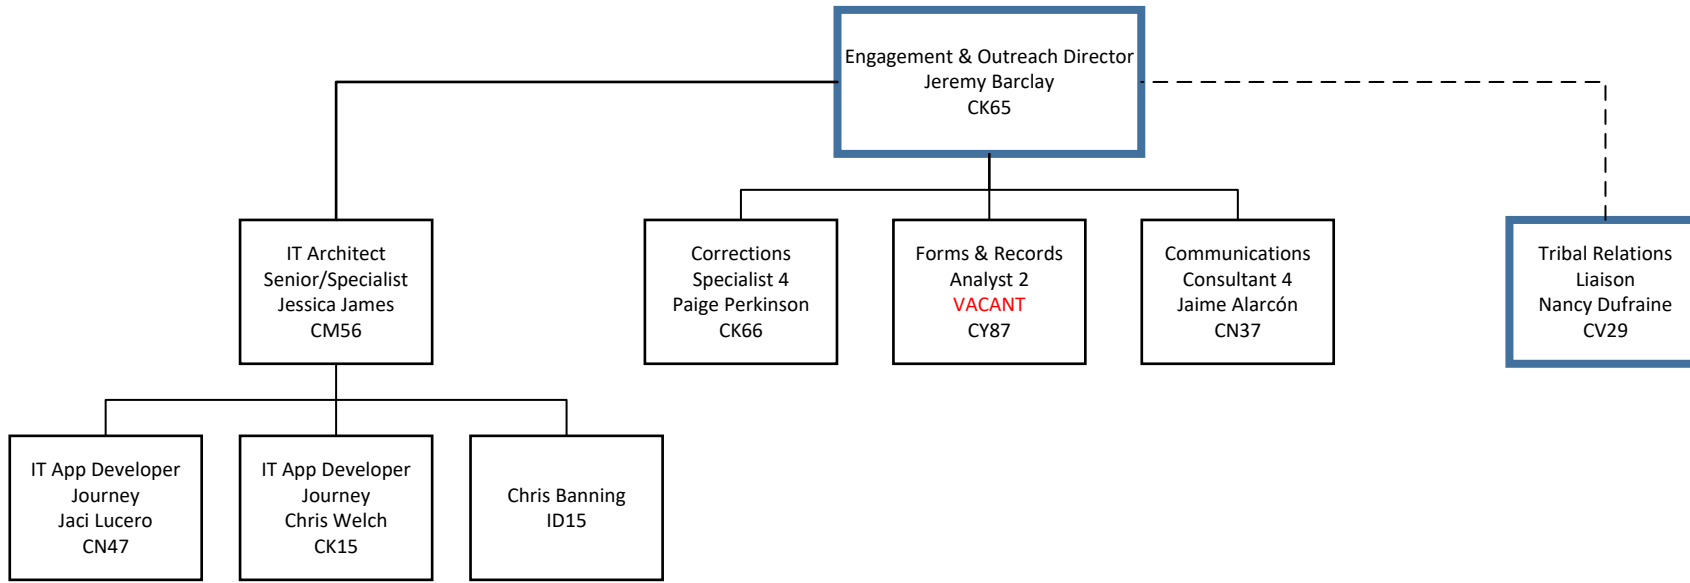 Engagement & Outreach Director
Jeremy Barclay
CK65
IT Architect
Senior/Specialist
Jessica James
CM56
Corrections
Specialist 4
Paige Perkinson
CK66
Forms & Records
Analyst 2
VACANT
CY87
Communications
Consultant 4
Jaime Alarcón
CN37
Tribal Relations
Liaison
Nancy Dufraine
CV29
IT App Developer
Journey
Jaci Lucero
CN47
IT App Developer
Journey
Chris Welch
CK15
Chris Banning
ID15